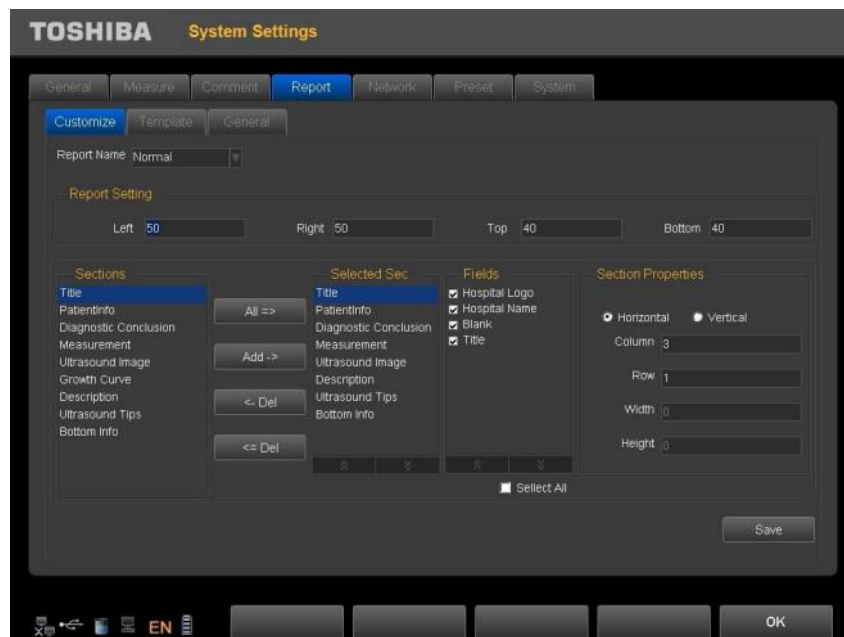 TOSHIBA System Settings
General Measure Comment Report Network Preset System
Customize Template General
Report Name Normal
Report Setting
Left 50 Right 50 Top 40 Bottom 40
Sections
Title
PatientInfo
Diagnostic Conclusion
Measurement
Ultrasound Image
Growth Curve
Description
Ultrasound Tips
Bottom Info
All =>
Add ->
<- Del
<= Del
Selected Sec
Title
PatientInfo
Diagnostic Conclusion
Measurement
Ultrasound Image
Description
Ultrasound Tips
Bottom Info
Fields
Hospital Logo
Hospital Name
Blank
Title
Sellect All
Section Properties
Horizontal Vertical
Column 3
Row 1
Width 0
Height 0
Save
EN
OK